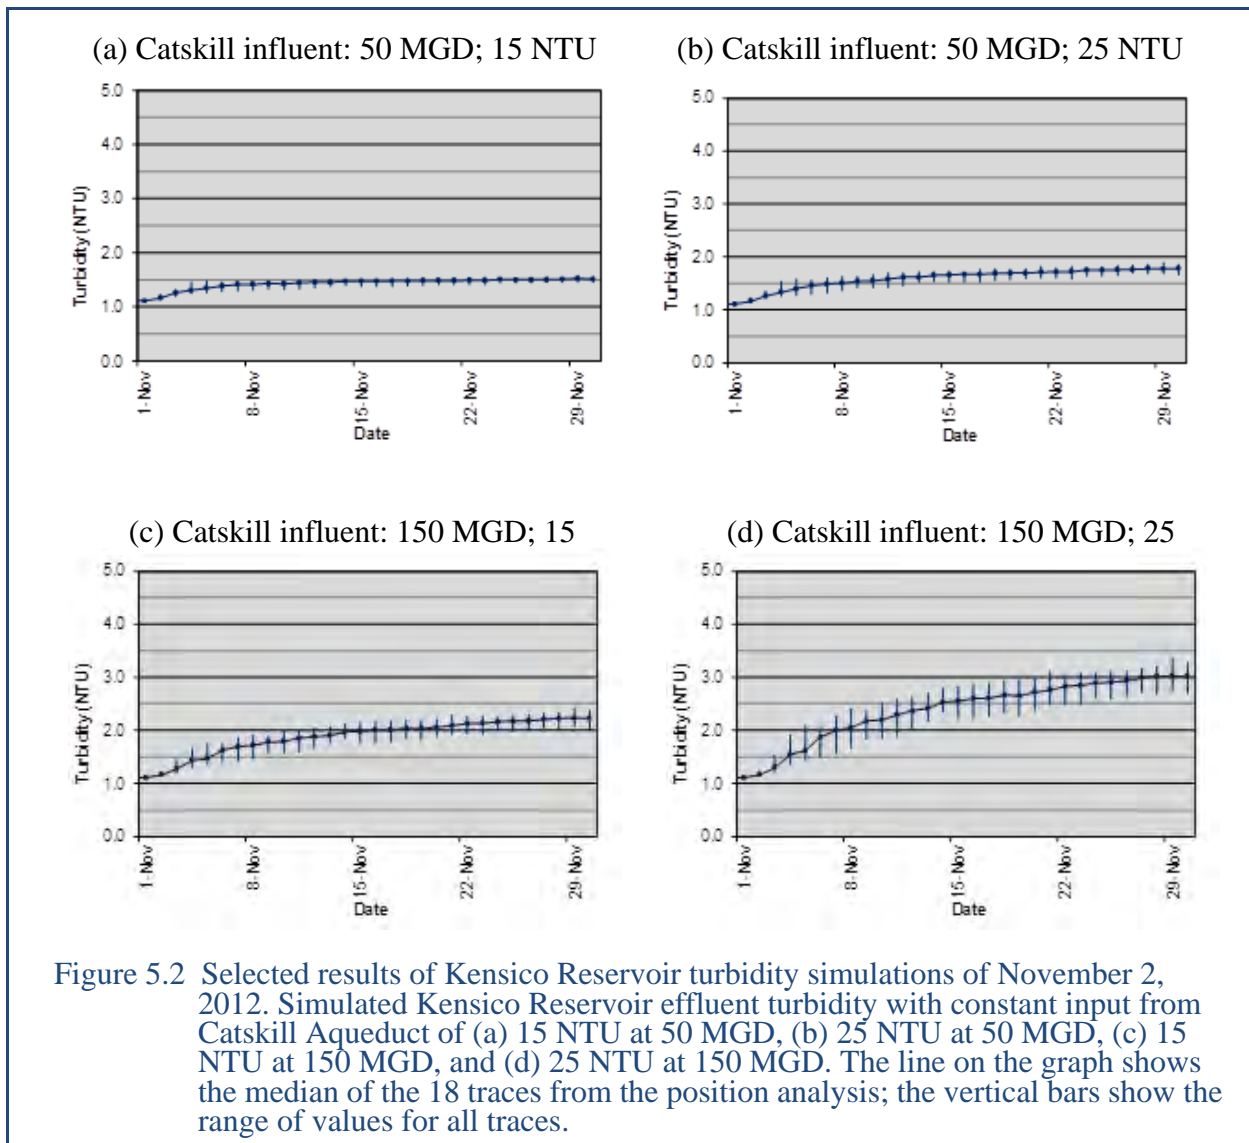 (a) Catskill influent: 50 MGD; 15 NTU
5.0
4.0
3.0
2.0
1.0
0.0
Turbidity (NTU)
1-Nov
8-Nov
15-Nov
22-Nov
29-Nov
Date
(b) Catskill influent: 50 MGD; 25 NTU
5.0
4.0
3.0
2.0
1.0
0.0
Turbidity (NTU)
1-Nov
8-Nov
15-Nov
22-Nov
29-Nov
Date
(c) Catskill influent: 150 MGD; 15
5.0
4.0
3.0
2.0
1.0
0.0
Turbidity (NTU)
1-Nov
8-Nov
15-Nov
22-Nov
29-Nov
Date
(d) Catskill influent: 150 MGD; 25
5.0
4.0
3.0
2.0
1.0
0.0
Turbidity (NTU)
1-Nov
8-Nov
15-Nov
22-Nov
29-Nov
Date
Figure 5.2 Selected results of Kensico Reservoir turbidity simulations of November 2,
2012. Simulated Kensico Reservoir effluent turbidity with constant input from
Catskill Aqueduct of (a) 15 NTU at 50 MGD, (b) 25 NTU at 50 MGD, (c) 15
NTU at 150 MGD, and (d) 25 NTU at 150 MGD. The line on the graph shows
the median of the 18 traces from the position analysis; the vertical bars show the
range of values for all traces.